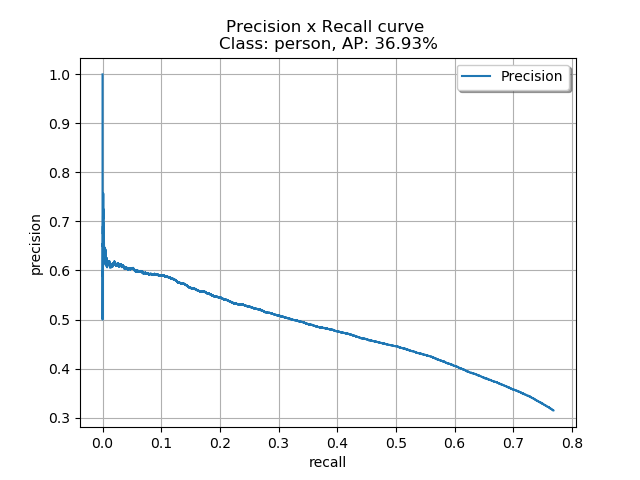 Precision x Recall curve
Class: person, AP: 36.93%
Precision
1.0
0.9
0.8
0.7
0.6
0.5
0.4
0.3
precision
0.0 0.1 0.2 0.3 0.4 0.5 0.6 0.7 0.8
recall